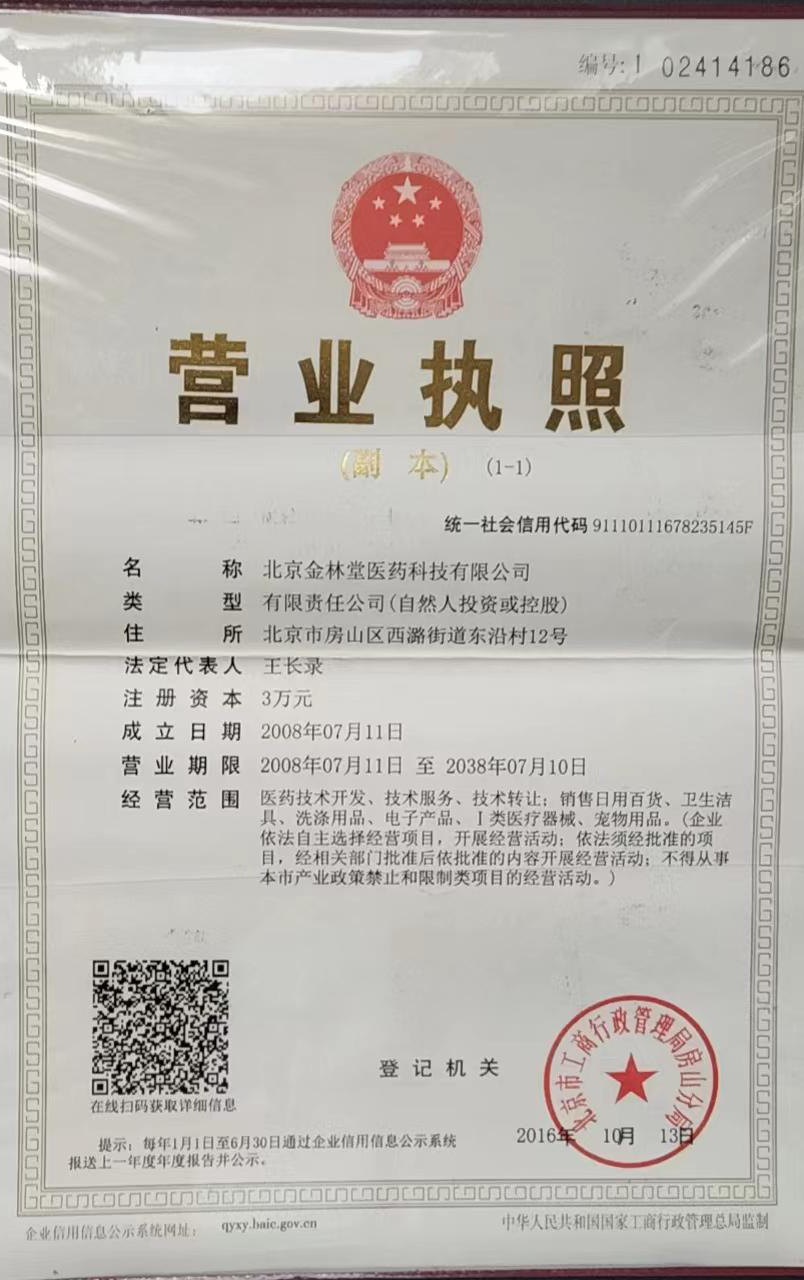 编号:1 02414186
营业执照
(副 本) (1-1)
统一社会信用代码 91110111678235145F
名 称 北京金林堂医药科技有限公司
类 型 有限责任公司(自然人投资或控股)
住 所 北京市房山区西潞街道东沿村12号
法定代表人 王长录
注册资本 3万元
成立日期 2008年07月11日
营业期限 2008年07月11日 至 2038年07月10日
经营范围 医药技术开发、技术服务、技术转让；销售日用百货、卫生洁
具、洗涤用品、电子产品、Ⅰ类医疗器械、宠物用品。(企业
依法自主选择经营项目，开展经营活动；依法须经批准的项
目，经相关部门批准后依批准的内容开展经营活动；不得从事
本市产业政策禁止和限制类项目的经营活动。)
在线扫码获取详细信息
登记机关
北京市工商行政管理局房山分局
2016年 10月 13日
提示：每年1月1日至6月30日通过企业信用信息公示系统
报送上一年度年度报告并公示。
企业信用信息公示系统网址： qyxy.baic.gov.cn
中华人民共和国国家工商行政管理总局监制